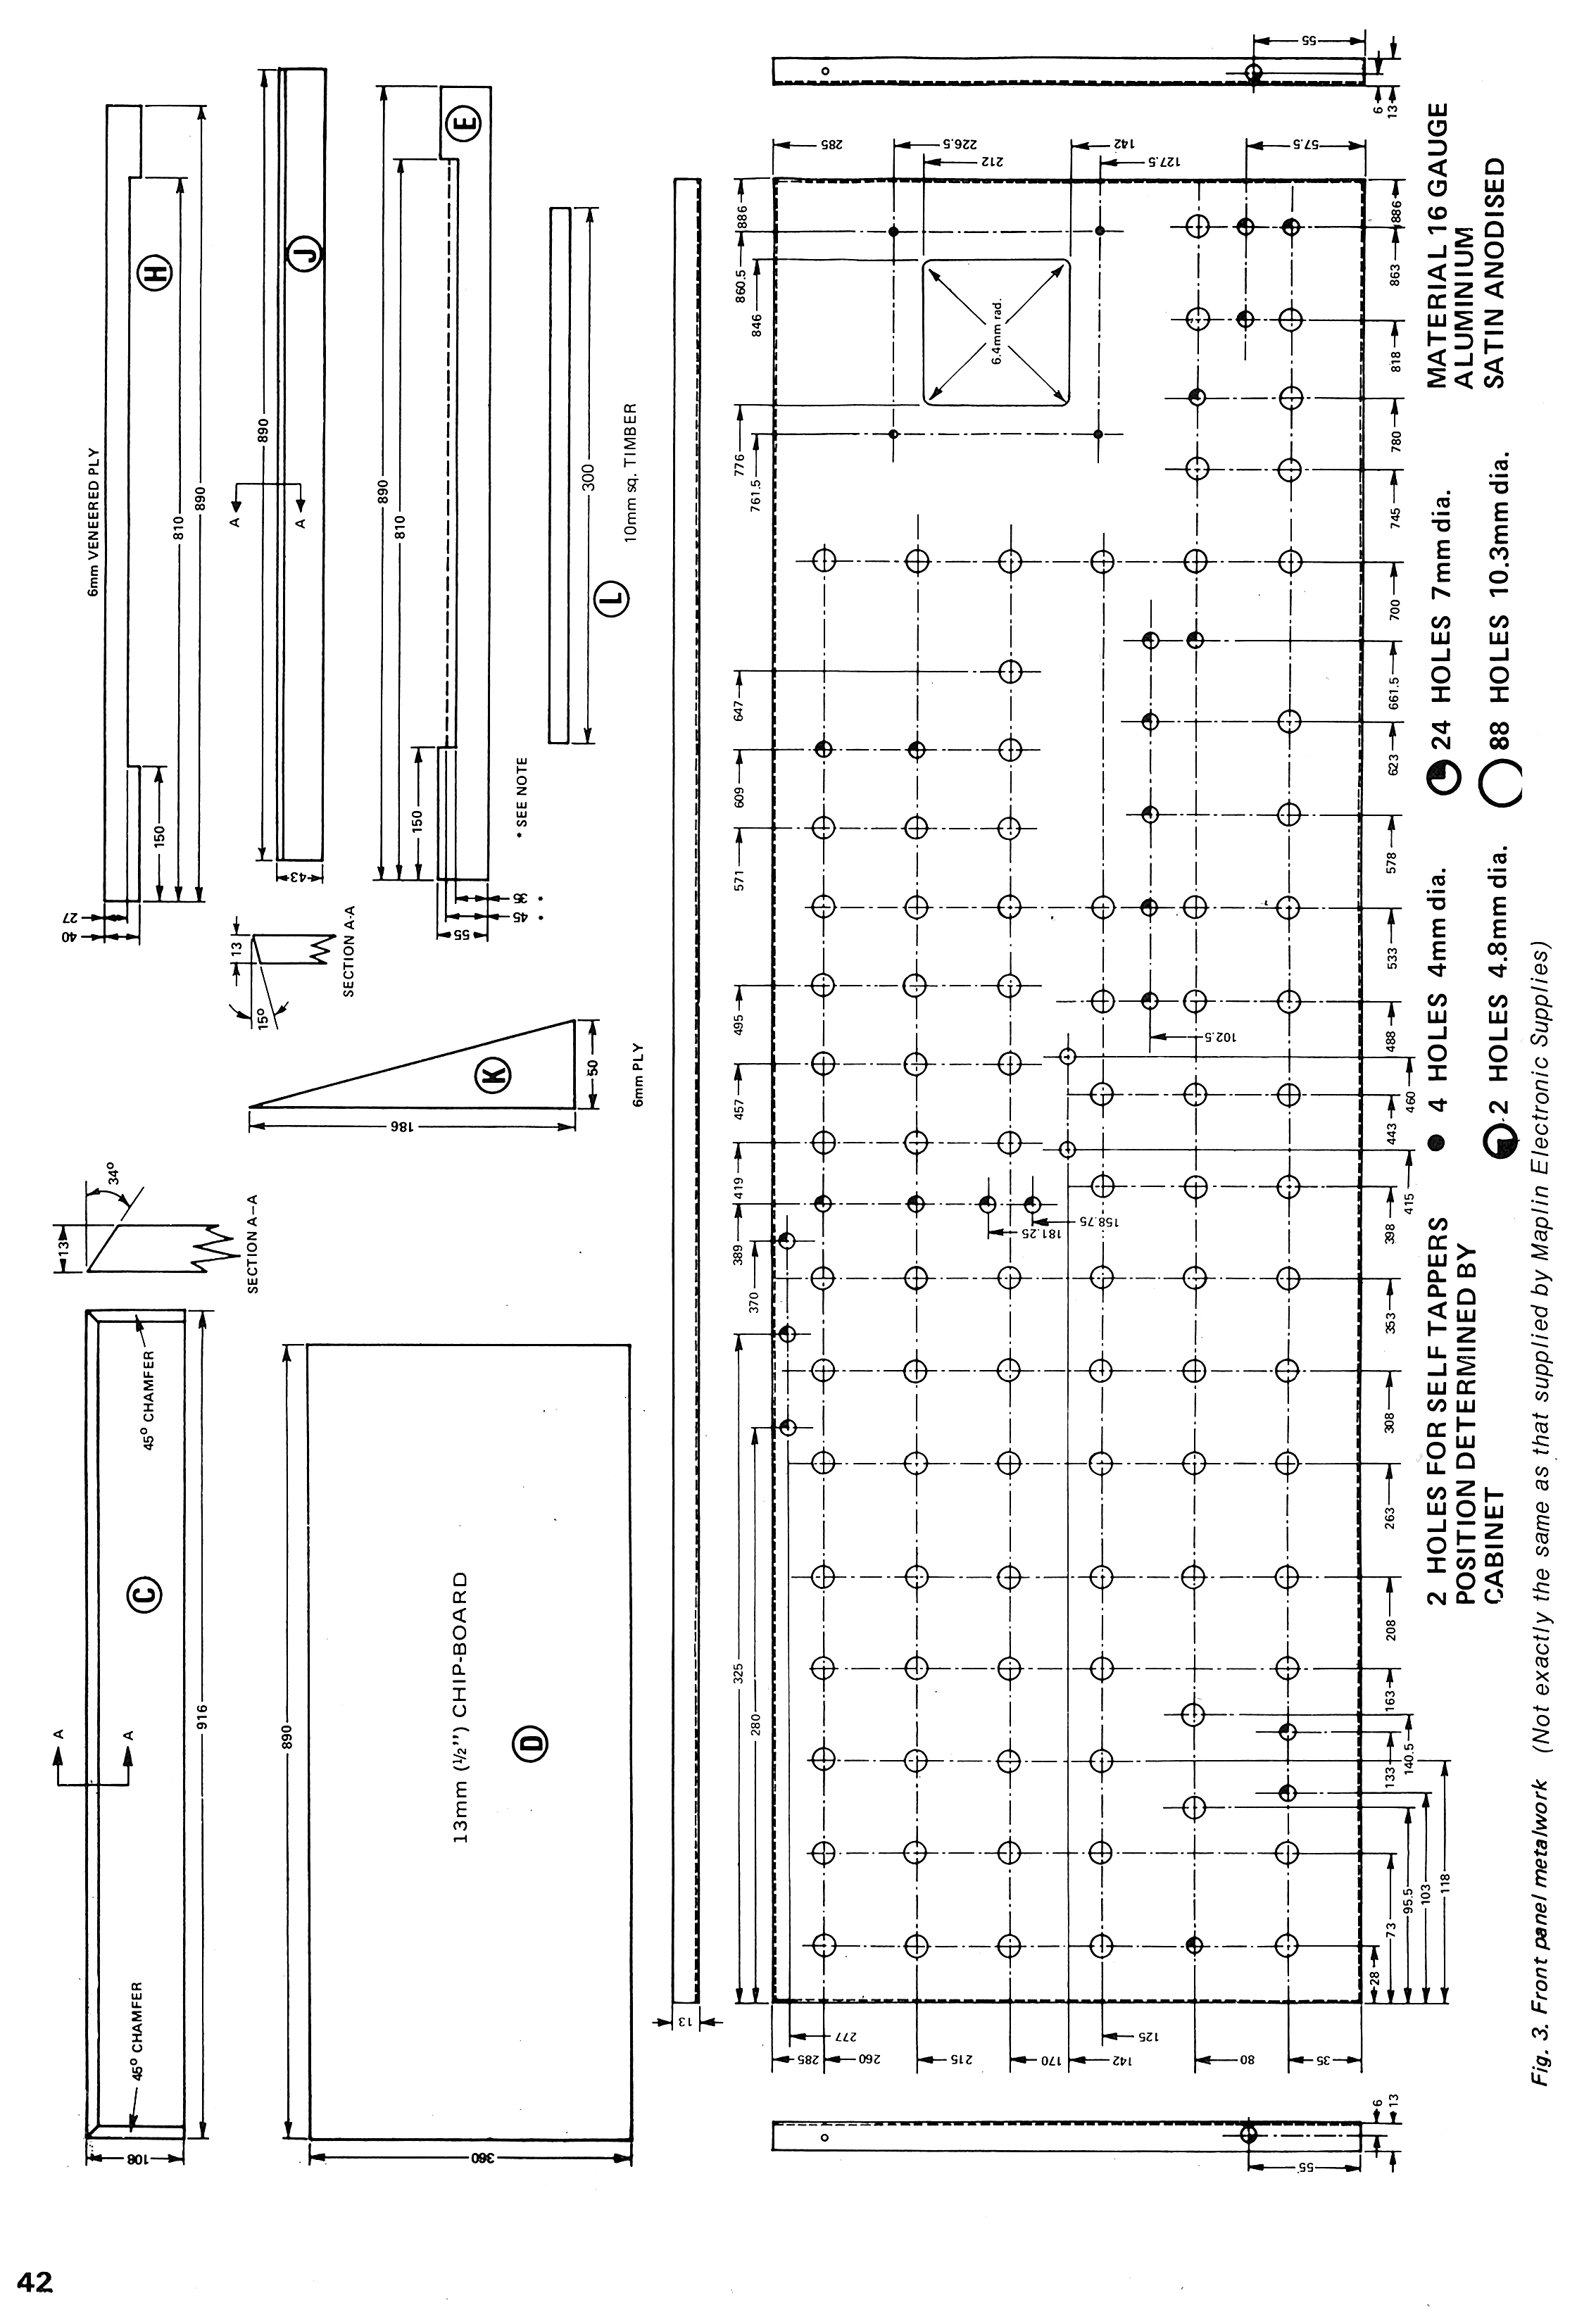 42
108
45° CHAMFER
45° CHAMFER
C
916
A
A
13
34°
SECTION A–A
890
360
13mm (1/2") CHIP-BOARD
D
186
50
K
6mm PLY
6mm VENEERED PLY
H
40
27
150
810
890
13
15°
SECTION A-A
890
43
J
A
A
890
810
150
E
55
* 45
* 35
* SEE NOTE
300
L
10mm sq. TIMBER
13
325
280
370
389
419
457
495
571
609
647
761.5
776
846
860.5
886
285
277
260
215
170
142
125
80
35
181.25
158.75
102.5
6.4mm rad.
285
226.5
212
142
127.5
57.5
55
6
13
55
6
13
28
73
95.5
103
118
133
140.5
163
208
263
308
353
398
415
443
460
488
533
578
623
661.5
700
745
780
818
863
886
2 HOLES FOR SELF TAPPERS
POSITION DETERMINED BY
CABINET
4 HOLES 4mm dia.
2 HOLES 4.8mm dia.
24 HOLES 7mm dia.
88 HOLES 10.3mm dia.
MATERIAL 16 GAUGE
ALUMINIUM
SATIN ANODISED
Fig. 3. Front panel metalwork (Not exactly the same as that supplied by Maplin Electronic Supplies)